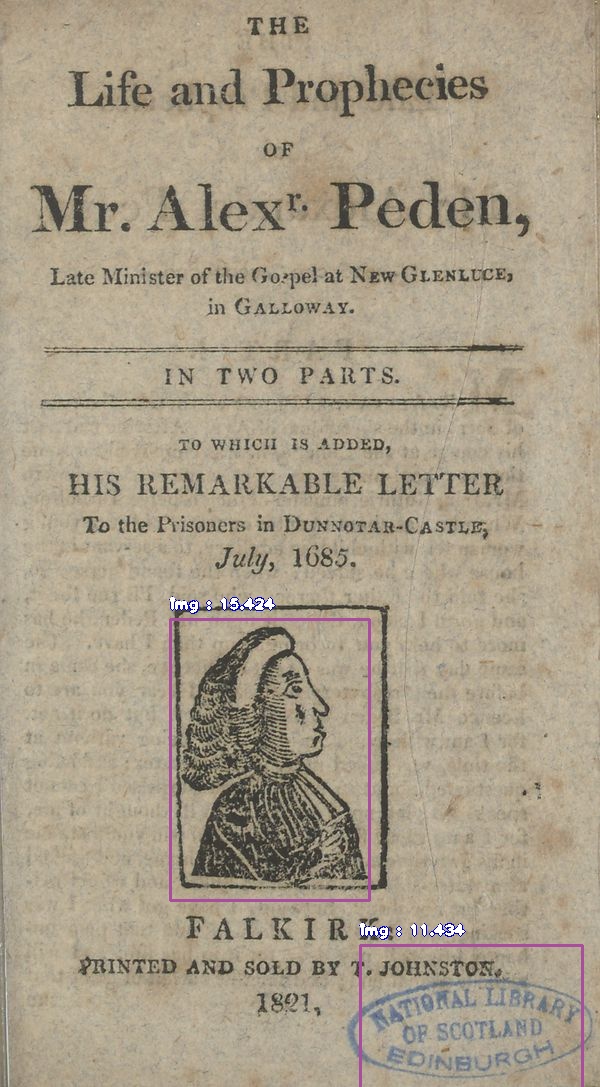 THE
Life and Prophecies
OF
Mr. Alexr. Peden,
Late Minister of the Gospel at NEW GLENLUCE,
in GALLOWAY.
IN TWO PARTS.
TO WHICH IS ADDED,
HIS REMARKABLE LETTER
To the Prisoners in DUNNOTAR-CASTLE,
July, 1685.
Img : 15.424
FALKIRK
Img : 11.434
PRINTED AND SOLD BY T. JOHNSTON.
1821,
NATIONAL LIBRARY
OF SCOTLAND
EDINBURGH